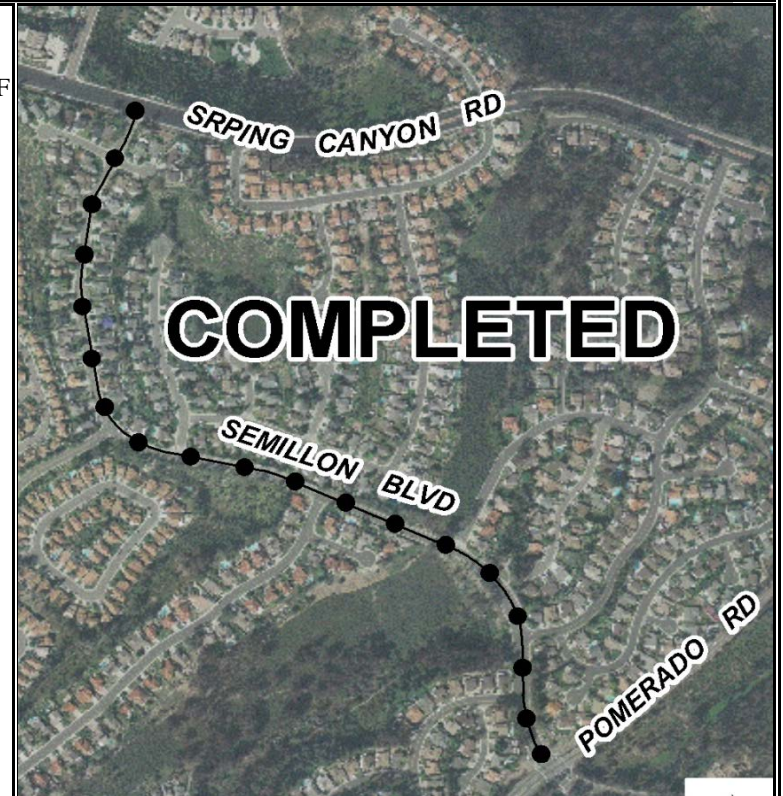 F
SRPING CANYON RD
COMPLETED
SEMILLON BLVD
POMERADO RD